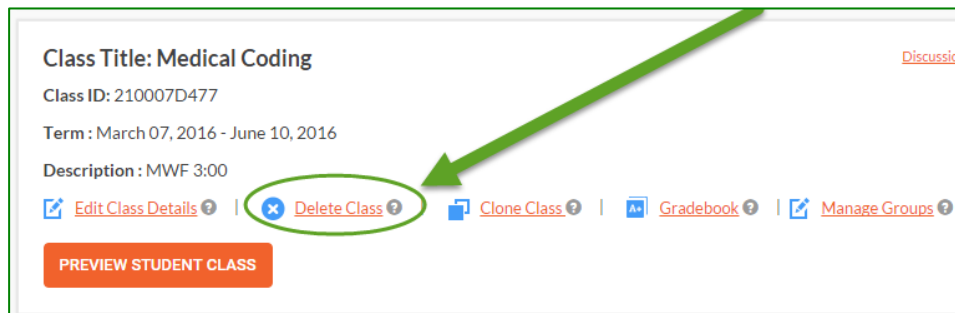 Class Title: Medical Coding
Discussio
Class ID: 210007D477
Term : March 07, 2016 - June 10, 2016
Description : MWF 3:00
Edit Class Details ? | Delete Class ? Clone Class ? | A+ Gradebook ? | Manage Groups ?
PREVIEW STUDENT CLASS